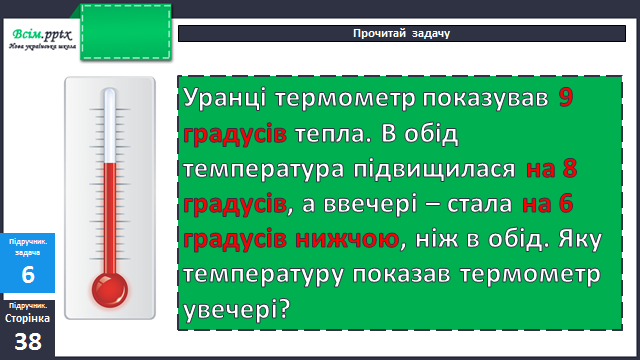 Всім.pptx
Нова українська школа
Прочитай задачу
Уранці термометр показував 9
градусів тепла. В обід
температура підвищилася на 8
градусів, а ввечері – стала на 6
градусів нижчою, ніж в обід. Яку
температуру показав термометр
увечері?
Підручник.
задача
6
Підручник.
Сторінка
38